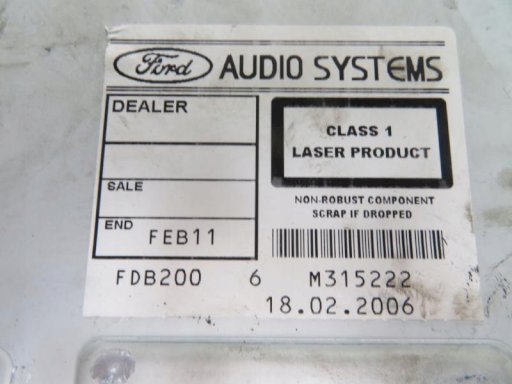 Ford AUDIO SYSTEMS
DEALER
SALE
END FEB11
CLASS 1
LASER PRODUCT
NON-ROBUST COMPONENT
SCRAP IF DROPPED
FDB200 6 M315222
18.02.2006